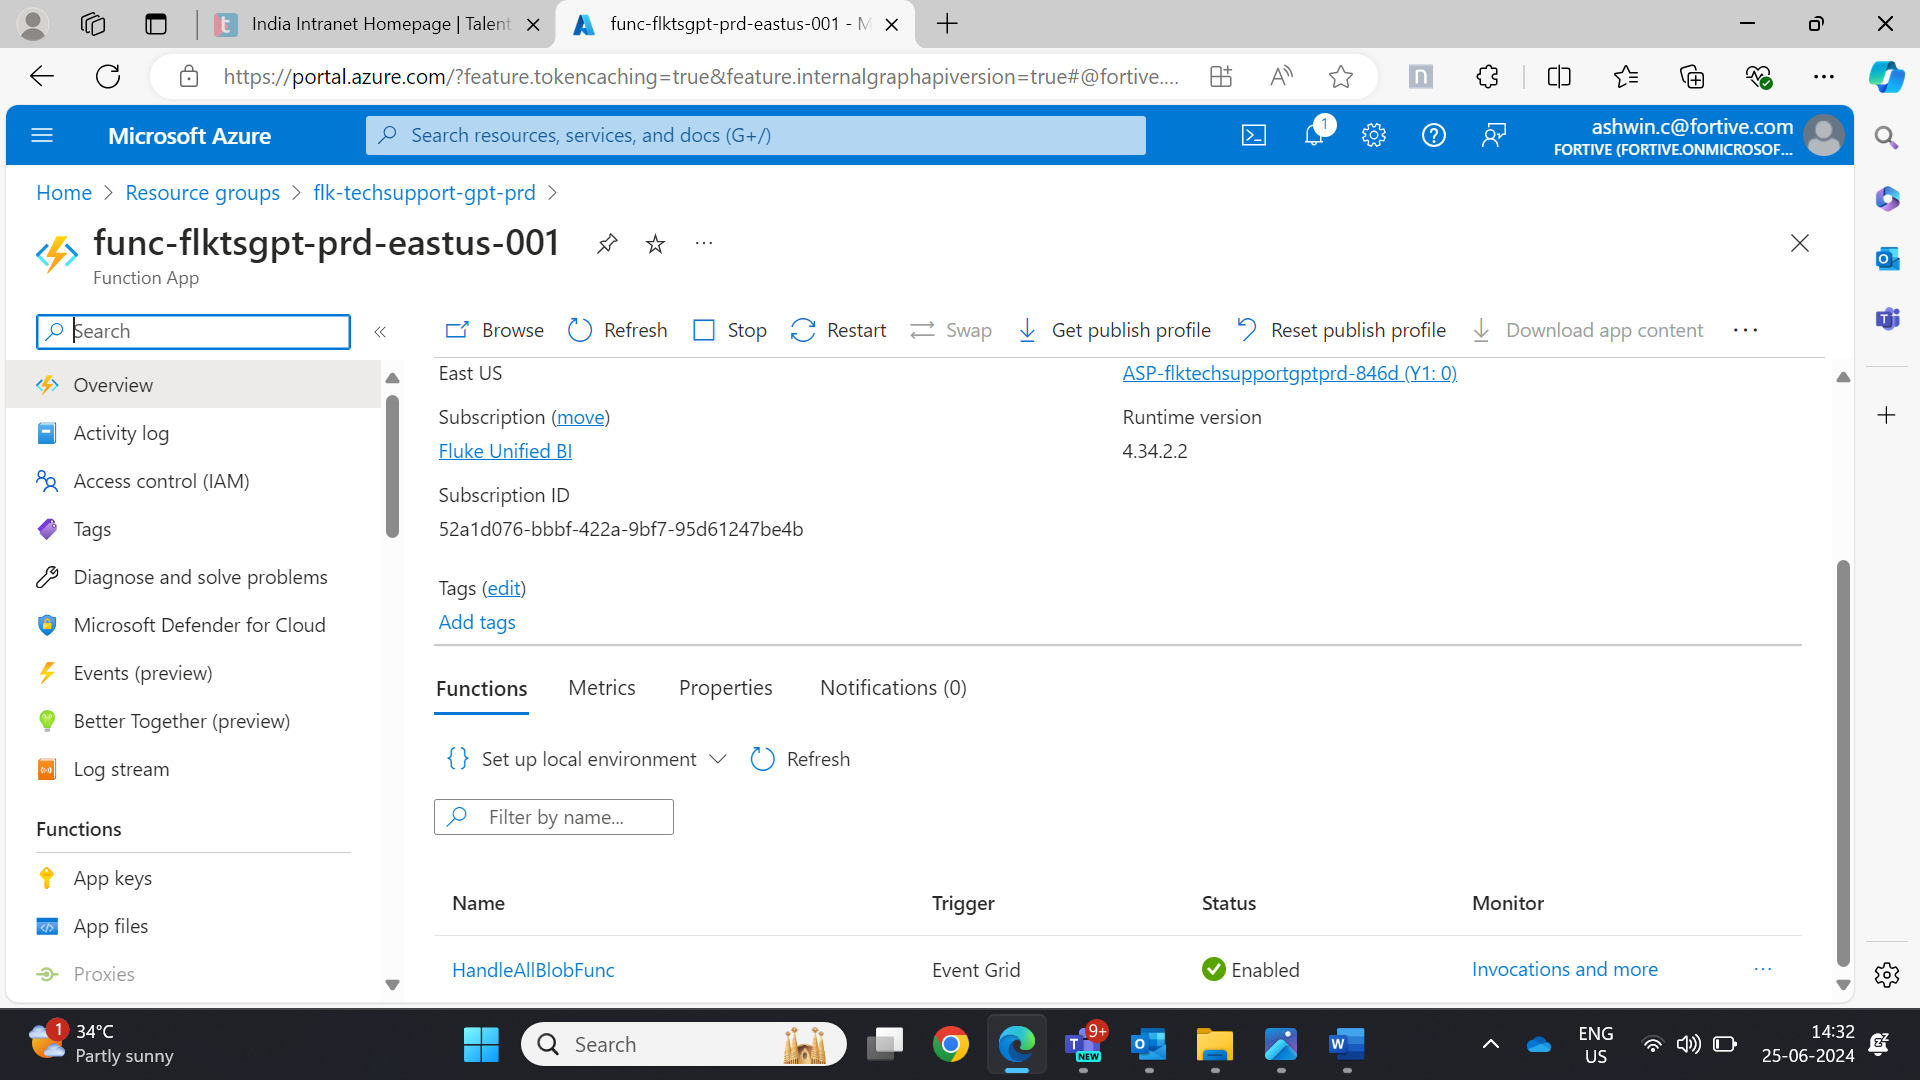 India Intranet Homepage | Talent
func-flktsgpt-prd-eastus-001 - M
https://portal.azure.com/?feature.tokencaching=true&feature.internalgraphapiversion=true#@fortive....
Microsoft Azure
Search resources, services, and docs (G+/)
1
ashwin.c@fortive.com
FORTIVE (FORTIVE.ONMICROSOF...
Home > Resource groups > flk-techsupport-gpt-prd >
func-flktsgpt-prd-eastus-001
Function App
Search
Browse Refresh Stop Restart Swap Get publish profile Reset publish profile Download app content
Overview
Activity log
Access control (IAM)
Tags
Diagnose and solve problems
Microsoft Defender for Cloud
Events (preview)
Better Together (preview)
Log stream
Functions
App keys
App files
Proxies
East US
ASP-flktechsupportgptprd-846d (Y1: 0)
Subscription (move)
Runtime version
Fluke Unified BI
4.34.2.2
Subscription ID
52a1d076-bbbf-422a-9bf7-95d61247be4b
Tags (edit)
Add tags
Functions Metrics Properties Notifications (0)
{} Set up local environment Refresh
Filter by name...
Name Trigger Status Monitor
HandleAllBlobFunc Event Grid Enabled Invocations and more
1
34°C
Partly sunny
Search
9+
NEW
ENG
US
14:32
25-06-2024